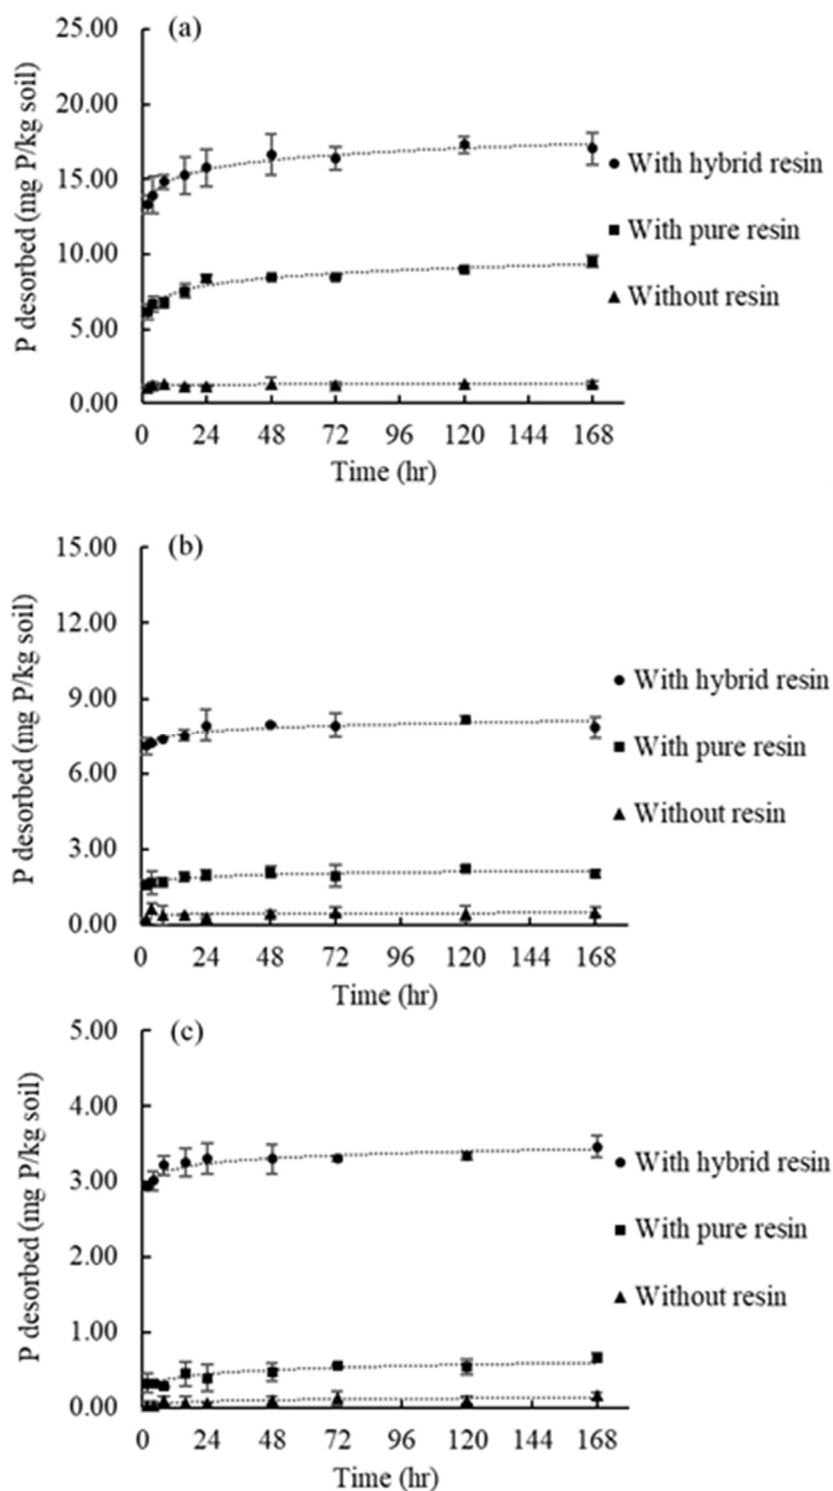 (a)
P desorbed (mg P/kg soil)
25.00
20.00
15.00
10.00
5.00
0.00
0 24 48 72 96 120 144 168
Time (hr)
With hybrid resin
With pure resin
Without resin
(b)
P desorbed (mg P/kg soil)
15.00
12.00
9.00
6.00
3.00
0.00
0 24 48 72 96 120 144 168
Time (hr)
With hybrid resin
With pure resin
Without resin
(c)
P desorbed (mg P/kg soil)
5.00
4.00
3.00
2.00
1.00
0.00
0 24 48 72 96 120 144 168
Time (hr)
With hybrid resin
With pure resin
Without resin